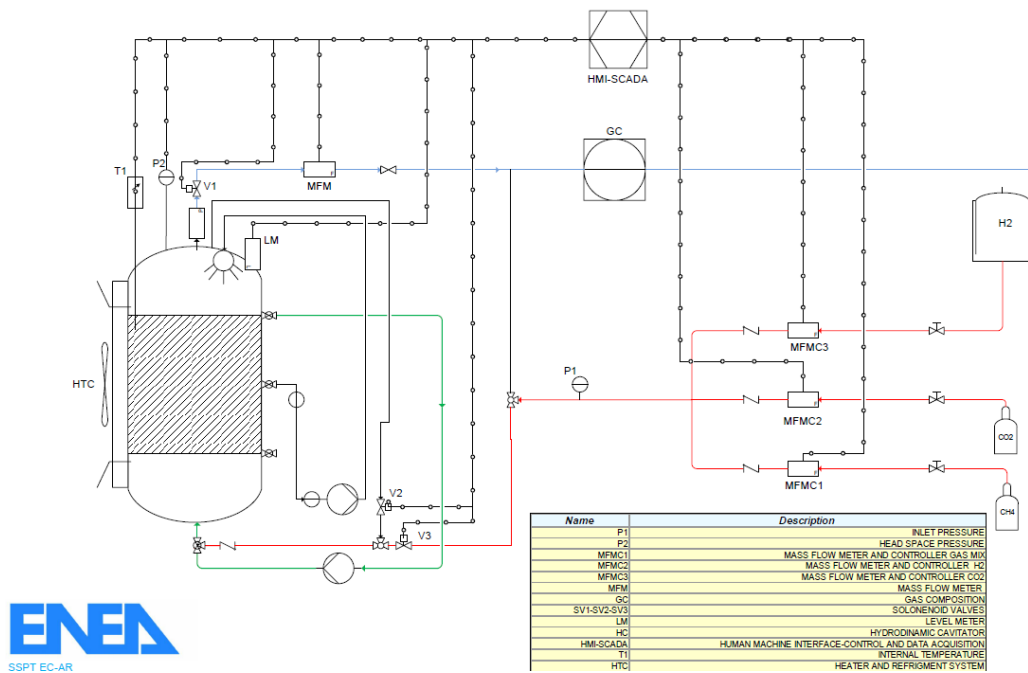 HMI-SCADA
GC
P2
T1
V1
MFM
H2
LM
MFMC3
HTC
P1
MFMC2
CO2
MFMC1
CH4
V2
V3
Name Description
P1 INLET PRESSURE
P2 HEAD SPACE PRESSURE
MFMC1 MASS FLOW METER AND CONTROLLER GAS MIX
MFMC2 MASS FLOW METER AND CONTROLLER H2
MFMC3 MASS FLOW METER AND CONTROLLER CO2
MFM MASS FLOW METER
GC GAS COMPOSITION
SV1-SV2-SV3 SOLONENOID VALVES
LM LEVEL METER
HC HYDRODINAMIC CAVITATOR
HMI-SCADA HUMAN MACHINE INTERFACE-CONTROL AND DATA ACQUISITION
T1 INTERNAL TEMPERATURE
HTC HEATER AND REFRIGMENT SYSTEM
ENEA
SSPT EC-AR